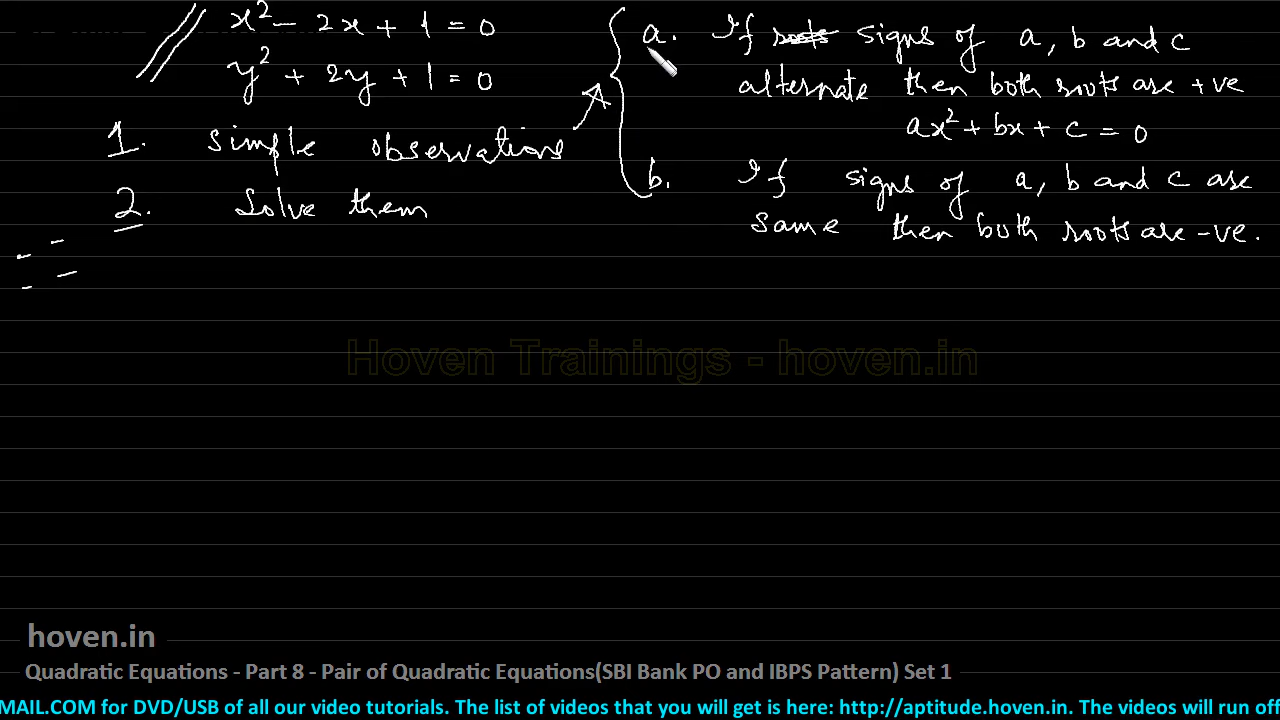 x² - 2x + 1 = 0
y² + 2y + 1 = 0
1. Simple observations
2. Solve them
a. If signs of a, b and c
alternate then both roots are +ve
ax² + bx + c = 0
b. If signs of a, b and c are
same then both roots are -ve.
Hoven Trainings - hoven.in
hoven.in
Quadratic Equations - Part 8 - Pair of Quadratic Equations(SBI Bank PO and IBPS Pattern) Set 1
MAIL.COM for DVD/USB of all our video tutorials. The list of videos that you will get is here: http://aptitude.hoven.in. The videos will run off